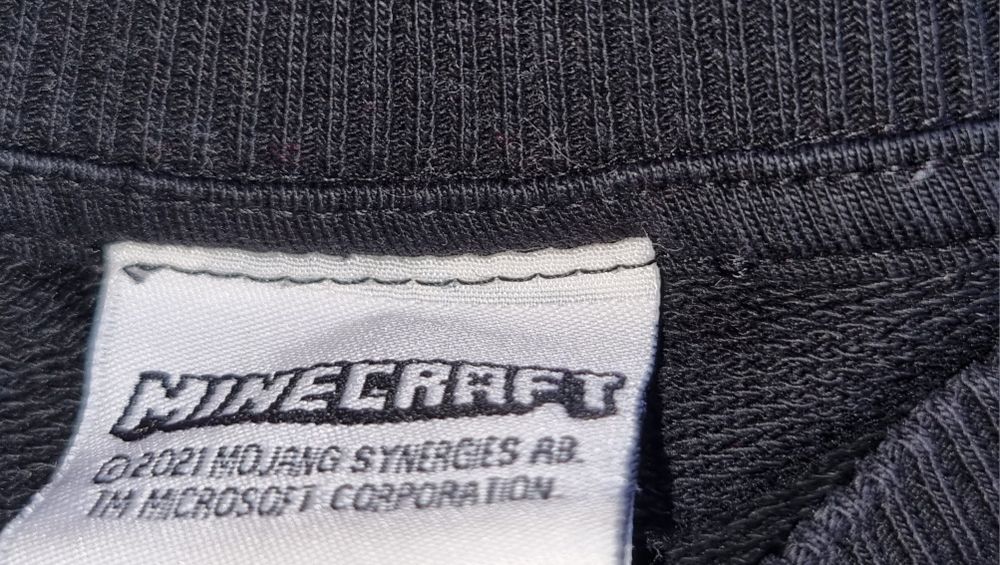 MINECRAFT
©2021 MOJANG SYNERGIES AB.
TM MICROSOFT CORPORATION